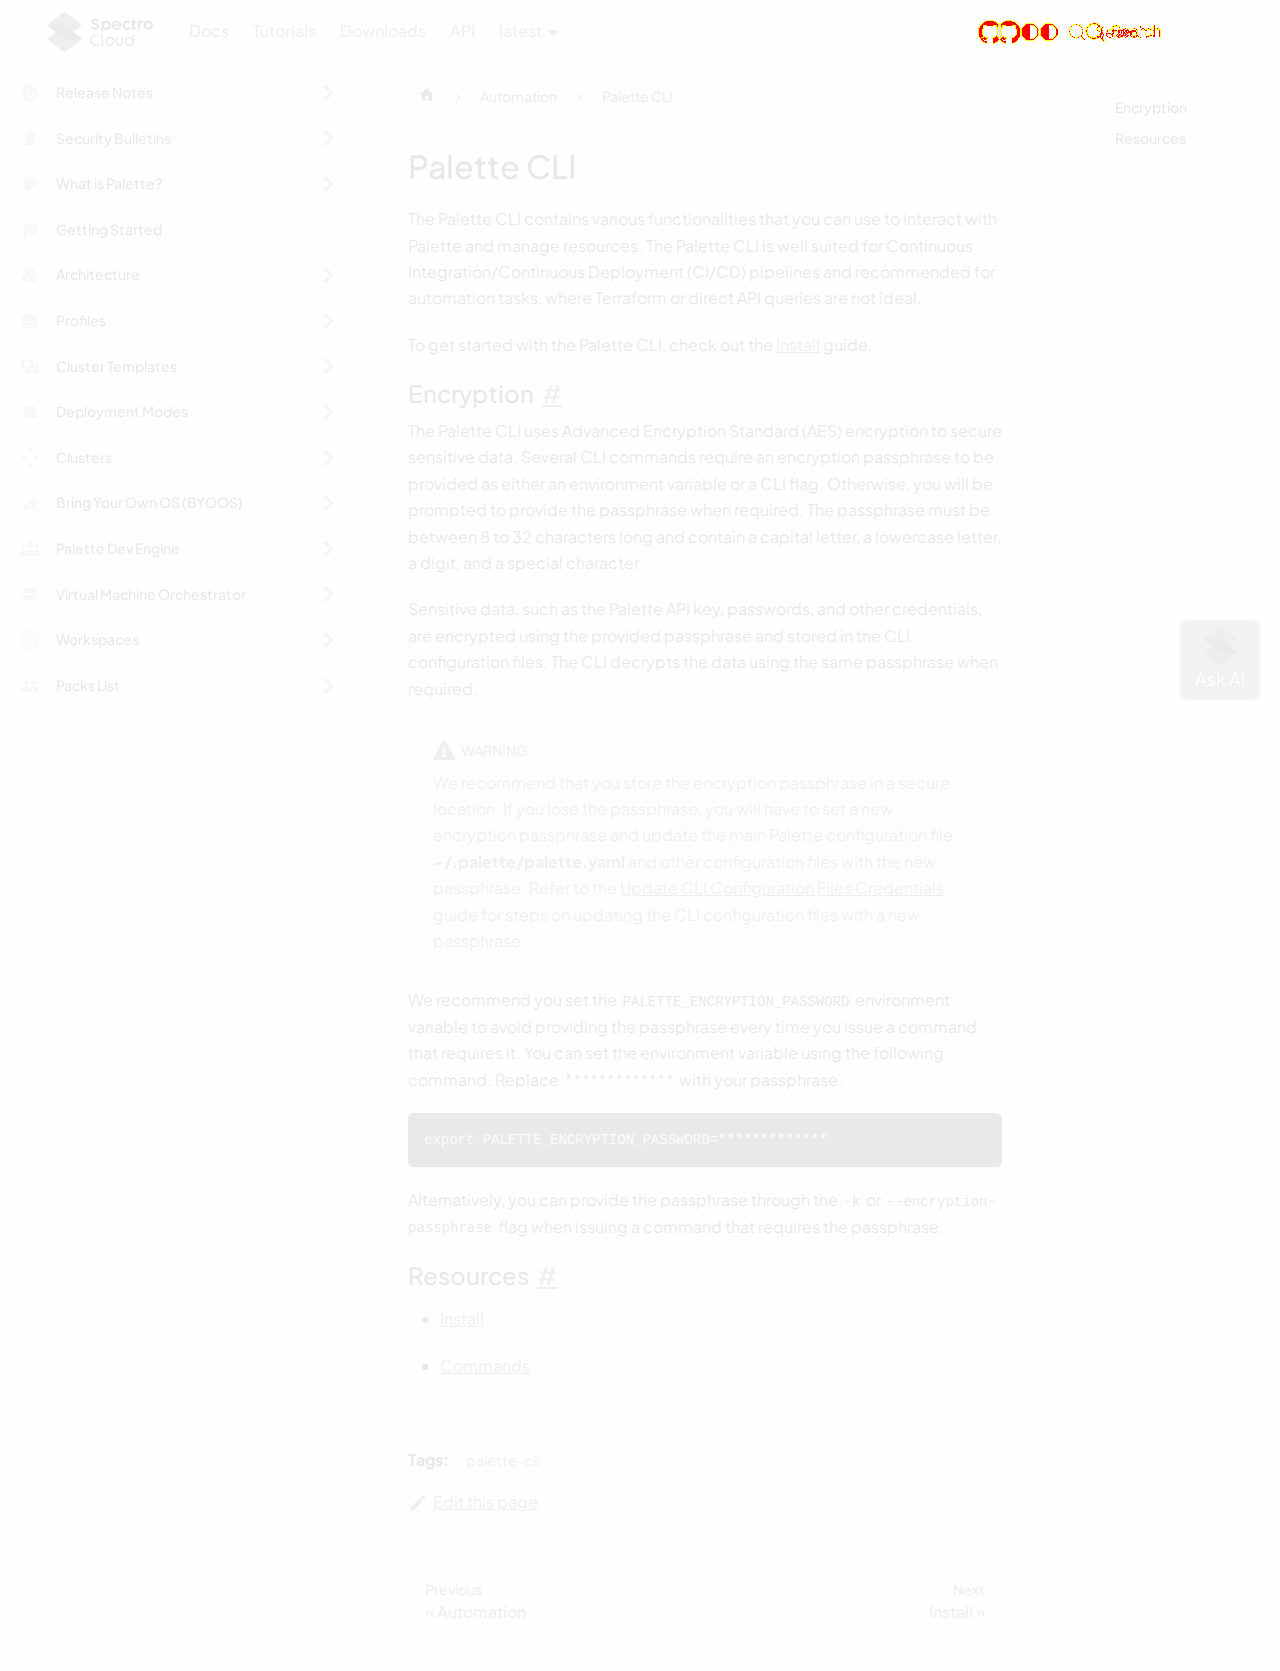 Spectro Cloud
Docs
Tutorials
Downloads
API
latest
Release Notes
Security Bulletins
What is Palette?
Getting Started
Architecture
Profiles
Cluster Templates
Deployment Modes
Clusters
Bring Your Own OS (BYOOS)
Palette Dev Engine
Virtual Machine Orchestrator
Workspaces
Packs List
Automation
Palette CLI
Palette CLI
The Palette CLI contains various functionalities that you can use to interact with
Palette and manage resources. The Palette CLI is well suited for Continuous
Integration/Continuous Deployment (CI/CD) pipelines and recommended for
automation tasks, where Terraform or direct API queries are not ideal.
To get started with the Palette CLI, check out the Install guide.
Encryption #
The Palette CLI uses Advanced Encryption Standard (AES) encryption to secure
sensitive data. Several CLI commands require an encryption passphrase to be
provided as either an environment variable or a CLI flag. Otherwise, you will be
prompted to provide the passphrase when required. The passphrase must be
between 8 to 32 characters long and contain a capital letter, a lowercase letter,
a digit, and a special character.
Sensitive data, such as the Palette API key, passwords, and other credentials,
are encrypted using the provided passphrase and stored in the CLI
configuration files. The CLI decrypts the data using the same passphrase when
required.
WARNING
We recommend that you store the encryption passphrase in a secure
location. If you lose the passphrase, you will have to set a new
encryption passphrase and update the main Palette configuration file
~/.palette/palette.yaml and other configuration files with the new
passphrase. Refer to the Update CLI Configuration Files Credentials
guide for steps on updating the CLI configuration files with a new
passphrase.
We recommend you set the PALETTE_ENCRYPTION_PASSWORD environment
variable to avoid providing the passphrase every time you issue a command
that requires it. You can set the environment variable using the following
command. Replace ************* with your passphrase.
export PALETTE_ENCRYPTION_PASSWORD=*************
Alternatively, you can provide the passphrase through the -k or --encryption-
passphrase flag when issuing a command that requires the passphrase.
Resources #
Install
Commands
Tags: palette-cli
Edit this page
Previous
« Automation
Next
Install »
Encryption
Resources
Ask AI